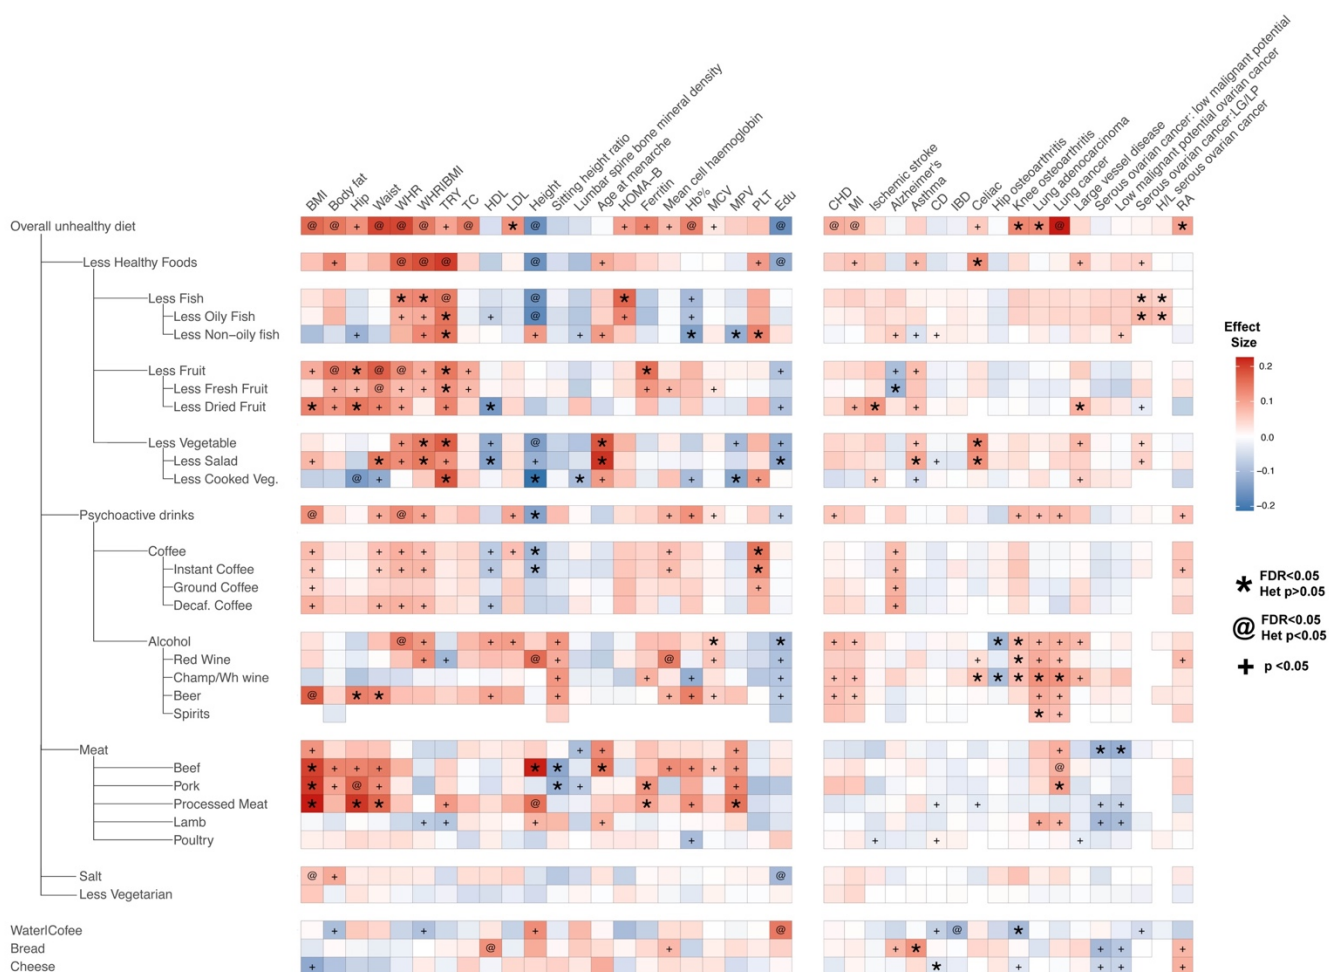 BMI
Body fat
Hip
Waist
WHR
WHR|BMI
TRY
TC
HDL
LDL
Height
Sitting height ratio
Lumbar spine bone mineral density
Age at menarche
HOMA-B
Ferritin
Mean cell haemoglobin
Hb%
MCV
MPV
PLT
Edu
CHD
MI
Ischemic stroke
Alzheimer's
Asthma
CD
IBD
Celiac
Hip osteoarthritis
Knee osteoarthritis
Lung adenocarcinoma
Lung cancer
Large vessel disease
Serous ovarian cancer: low malignant potential
Low malignant potential ovarian cancer
Serous ovarian cancer:LG/LP
H/L serous ovarian cancer
RA
Overall unhealthy diet
Less Healthy Foods
Less Fish
Less Oily Fish
Less Non-oily fish
Less Fruit
Less Fresh Fruit
Less Dried Fruit
Less Vegetable
Less Salad
Less Cooked Veg.
Psychoactive drinks
Coffee
Instant Coffee
Ground Coffee
Decaf. Coffee
Alcohol
Red Wine
Champ/Wh wine
Beer
Spirits
Meat
Beef
Pork
Processed Meat
Lamb
Poultry
Salt
Less Vegetarian
Water|Cofee
Bread
Cheese
Effect
Size
0.2
0.1
0.0
−0.1
−0.2
* FDR<0.05
Het p>0.05
@ FDR<0.05
Het p<0.05
+ p <0.05